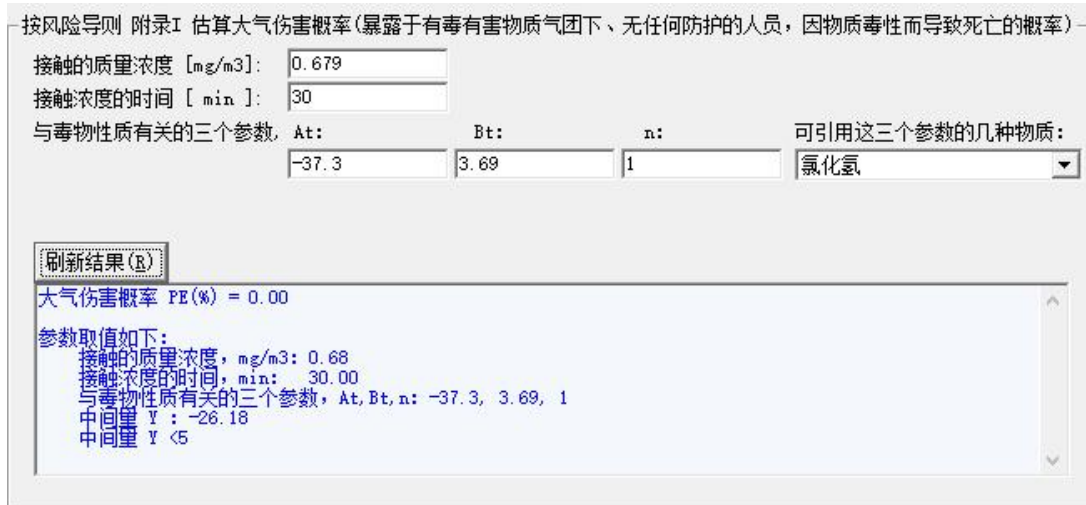 按风险导则 附录I 估算大气伤害概率(暴露于有毒有害物质气团下、无任何防护的人员，因物质毒性而导致死亡的概率)
接触的质量浓度 [mg/m3]: 0.679
接触浓度的时间 [ min ]: 30
与毒物性质有关的三个参数, At: Bt: n: 可引用这三个参数的几种物质:
-37.3 3.69 1 氯化氢
刷新结果(R)
大气伤害概率 PE(%) = 0.00
参数取值如下:
接触的质量浓度，mg/m3: 0.68
接触浓度的时间，min: 30.00
与毒物性质有关的三个参数，At,Bt,n: -37.3, 3.69, 1
中间量 Y : -26.18
中间量 Y <5